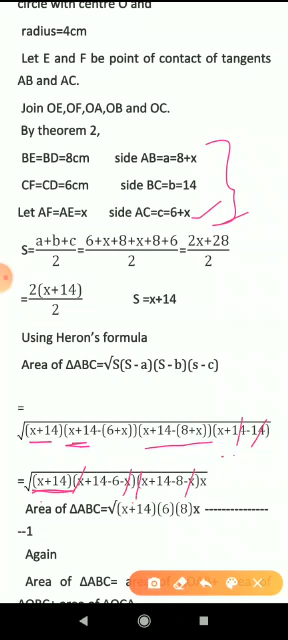 circle with centre O and
radius=4cm
Let E and F be point of contact of tangents
AB and AC.
Join OE,OF,OA,OB and OC.
By theorem 2,
BE=BD=8cm side AB=a=8+x
CF=CD=6cm side BC=b=14
Let AF=AE=x side AC=c=6+x
S=a+b+c/2=6+x+8+x+8+6/2=2x+28/2
=2(x+14)/2 S =x+14
Using Heron's formula
Area of ΔABC=√S(S-a)(S-b)(s-c)
=
√(x+14)(x+14-(6+x))(x+14-(8+x))(x+14-14)
=√(x+14)(x+14-6-x)(x+14-8-x)x
Area of ΔABC=√(x+14)(6)(8)x ---------------
--1
Again
Area of ΔABC=